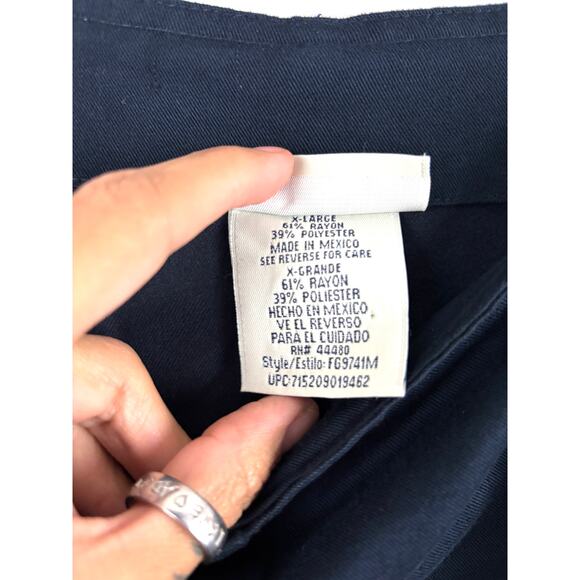 X-LARGE
61% RAYON
39% POLYESTER
MADE IN MEXICO
SEE REVERSE FOR CARE
X-GRANDE
61% RAYON
39% POLIESTER
HECHO EN MEXICO
VE EL REVERSO
PARA EL CUIDADO
RN# 44480
Style/Estilo: FG9741M
UPC:715209019462